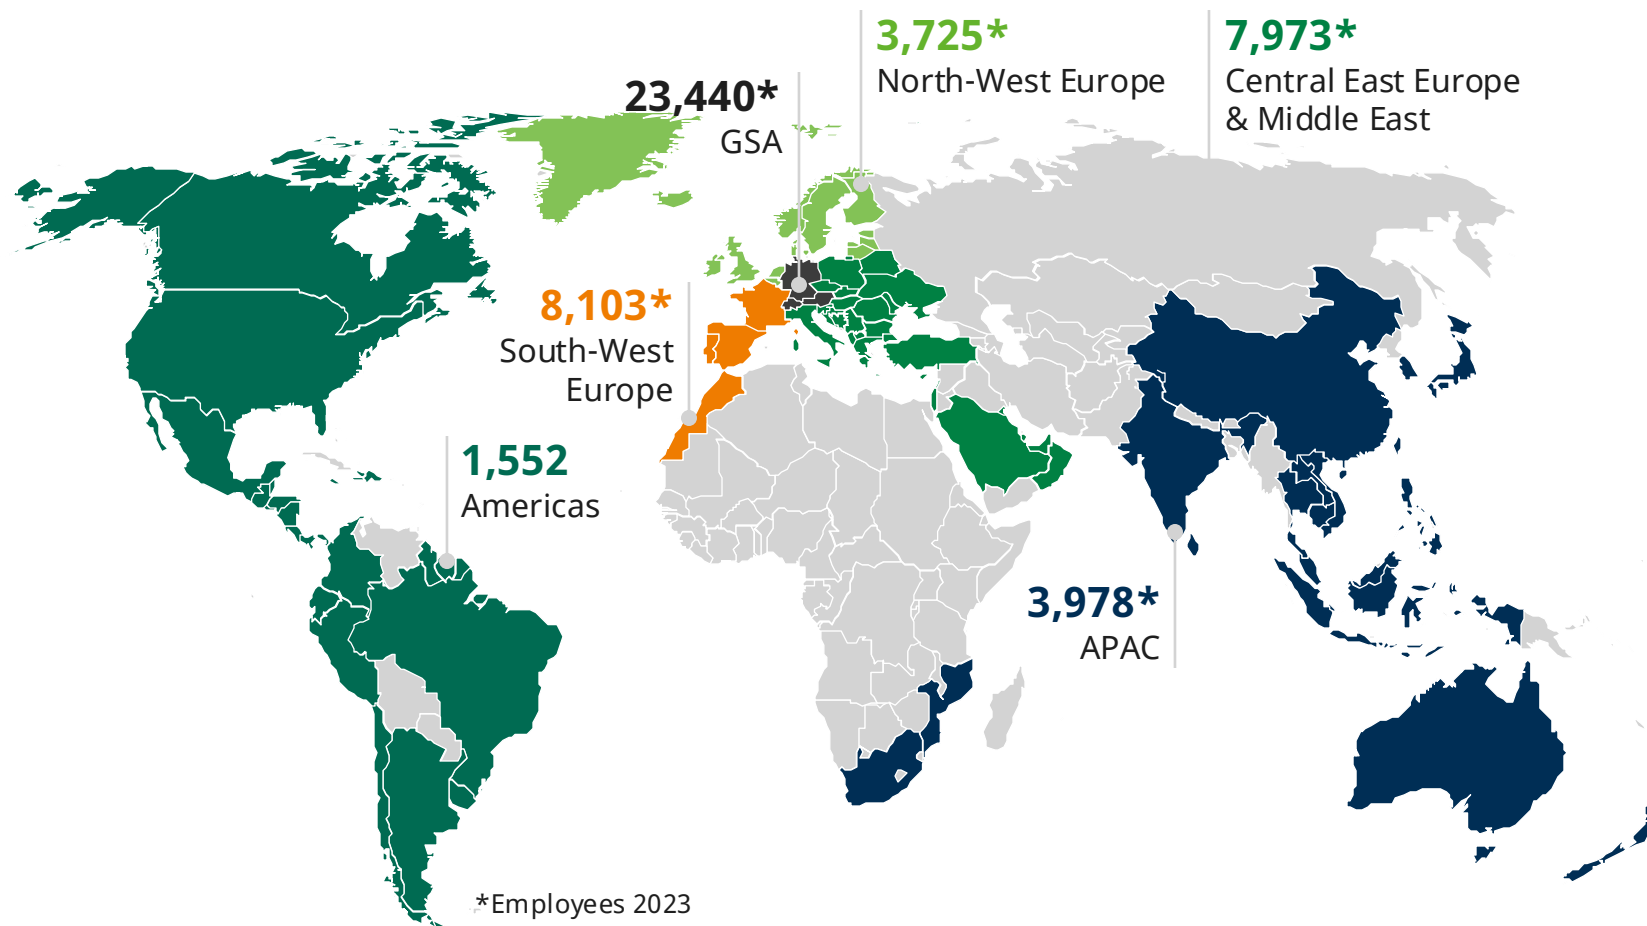 3,725*
North-West Europe
7,973*
Central East Europe
& Middle East
23,440*
GSA
8,103*
South-West
Europe
1,552
Americas
3,978*
APAC
*Employees 2023